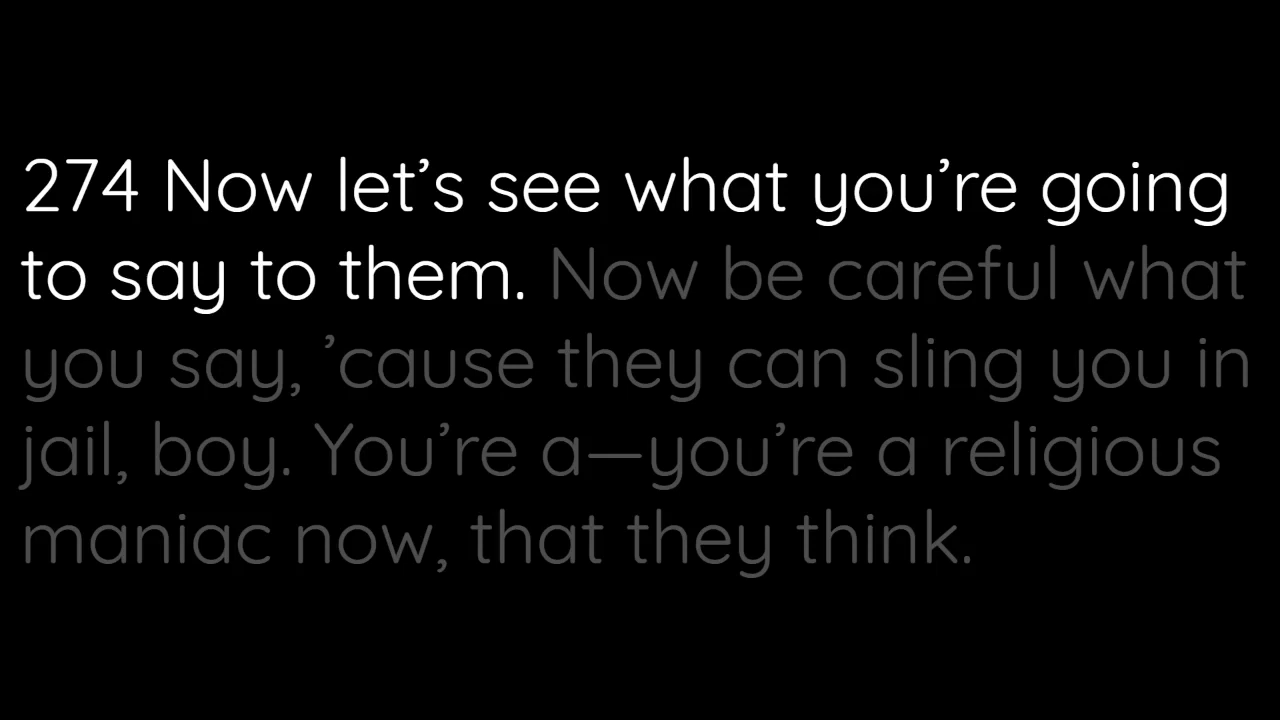 274 Now let’s see what you’re going
to say to them. Now be careful what
you say, ’cause they can sling you in
jail, boy. You’re a—you’re a religious
maniac now, that they think.